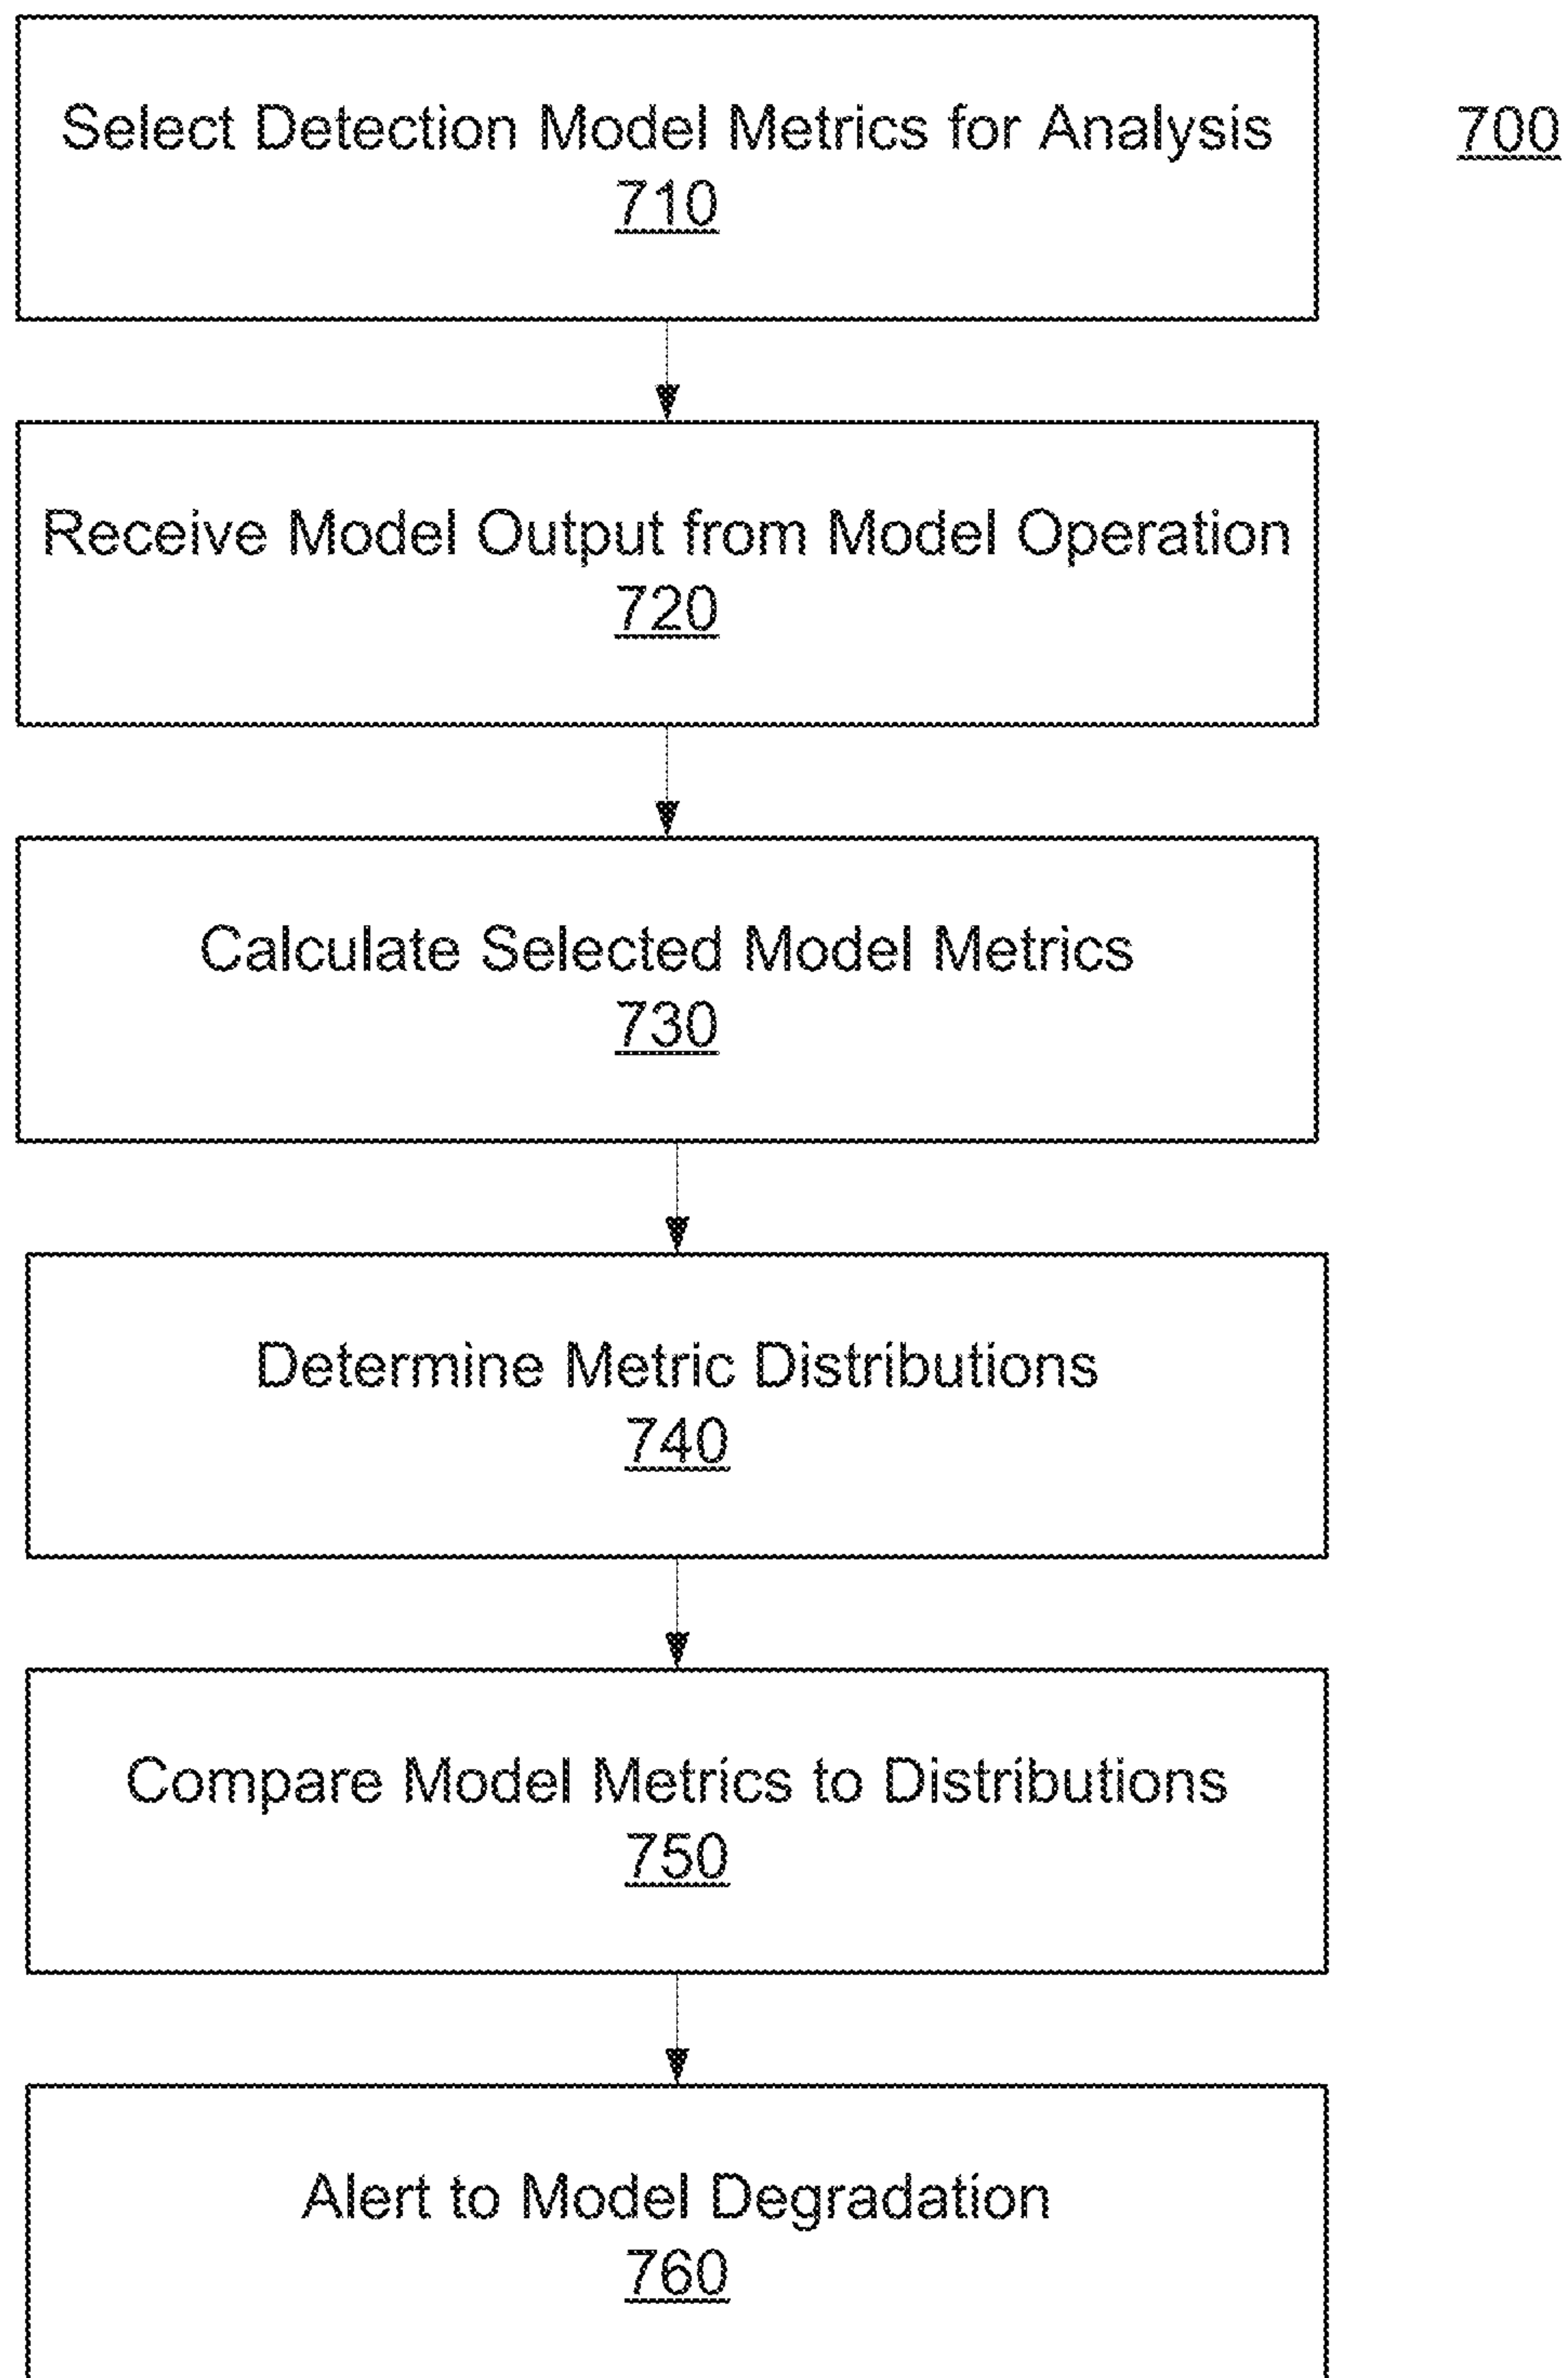 Select Detection Model Metrics for Analysis
710
700
Receive Model Output from Model Operation
720
Calculate Selected Model Metrics
730
Determine Metric Distributions
740
Compare Model Metrics to Distributions
750
Alert to Model Degradation
760